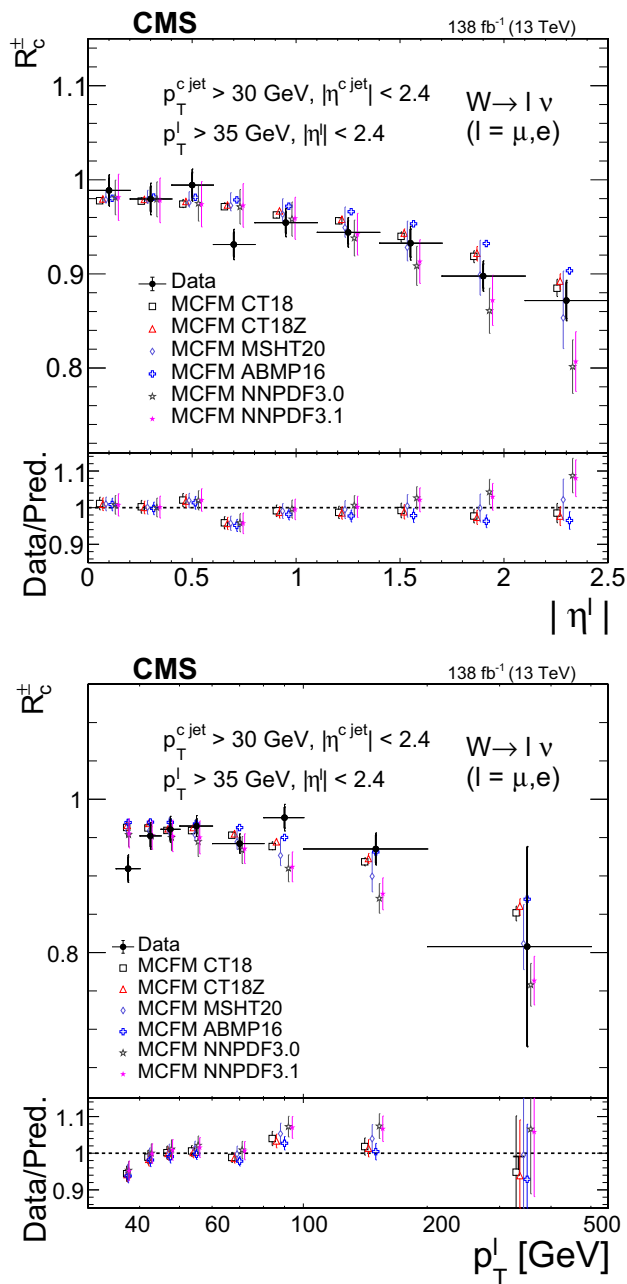 CMS 138 fb⁻¹ (13 TeV)
R_c^±
p_T^{c jet} > 30 GeV, |η^{c jet}| < 2.4
p_T^l > 35 GeV, |η^l| < 2.4
W → l ν
(l = μ,e)
1.1
1
0.9
0.8
Data
MCFM CT18
MCFM CT18Z
MCFM MSHT20
MCFM ABMP16
MCFM NNPDF3.0
MCFM NNPDF3.1
Data/Pred.
1.1
1
0.9
0 0.5 1 1.5 2 2.5
| η^l |
CMS 138 fb⁻¹ (13 TeV)
R_c^±
p_T^{c jet} > 30 GeV, |η^{c jet}| < 2.4
p_T^l > 35 GeV, |η^l| < 2.4
W → l ν
(l = μ,e)
1
0.8
Data
MCFM CT18
MCFM CT18Z
MCFM MSHT20
MCFM ABMP16
MCFM NNPDF3.0
MCFM NNPDF3.1
Data/Pred.
1.1
1
0.9
40 60 100 200 500
p_T^l [GeV]